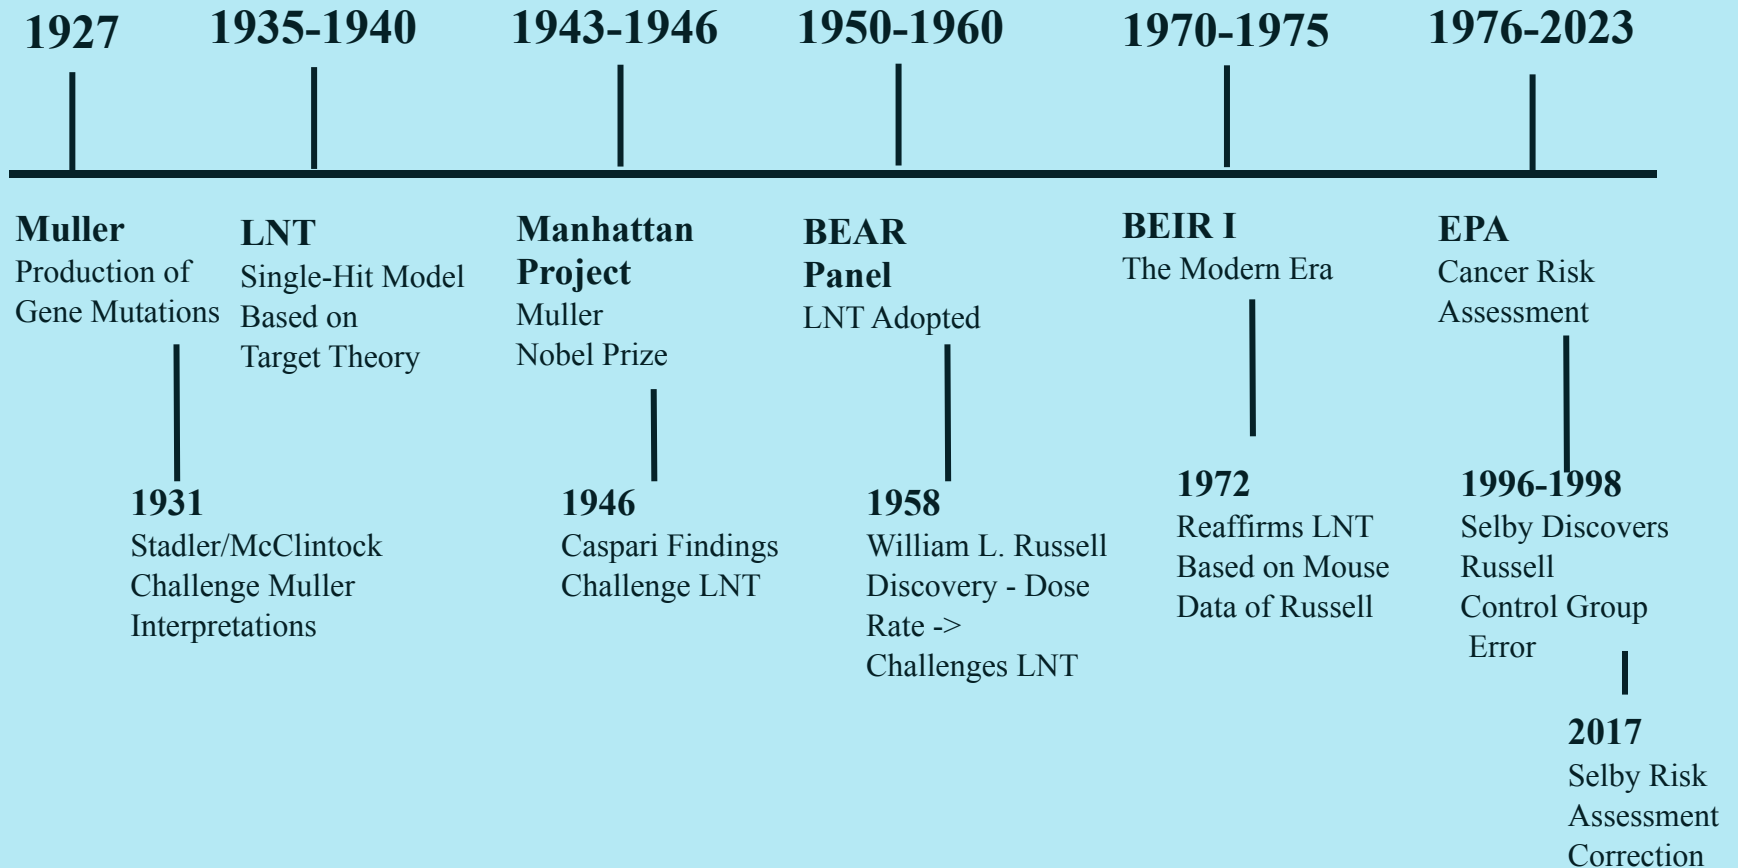 1927
1935-1940
1943-1946
1950-1960
1970-1975
1976-2023
Muller
Production of
Gene Mutations
1931
Stadler/McClintock
Challenge Muller
Interpretations
LNT
Single-Hit Model
Based on
Target Theory
Manhattan
Project
Muller
Nobel Prize
1946
Caspari Findings
Challenge LNT
BEAR
Panel
LNT Adopted
1958
William L. Russell
Discovery - Dose
Rate ->
Challenges LNT
BEIR I
The Modern Era
1972
Reaffirms LNT
Based on Mouse
Data of Russell
EPA
Cancer Risk
Assessment
1996-1998
Selby Discovers
Russell
Control Group
Error
2017
Selby Risk
Assessment
Correction